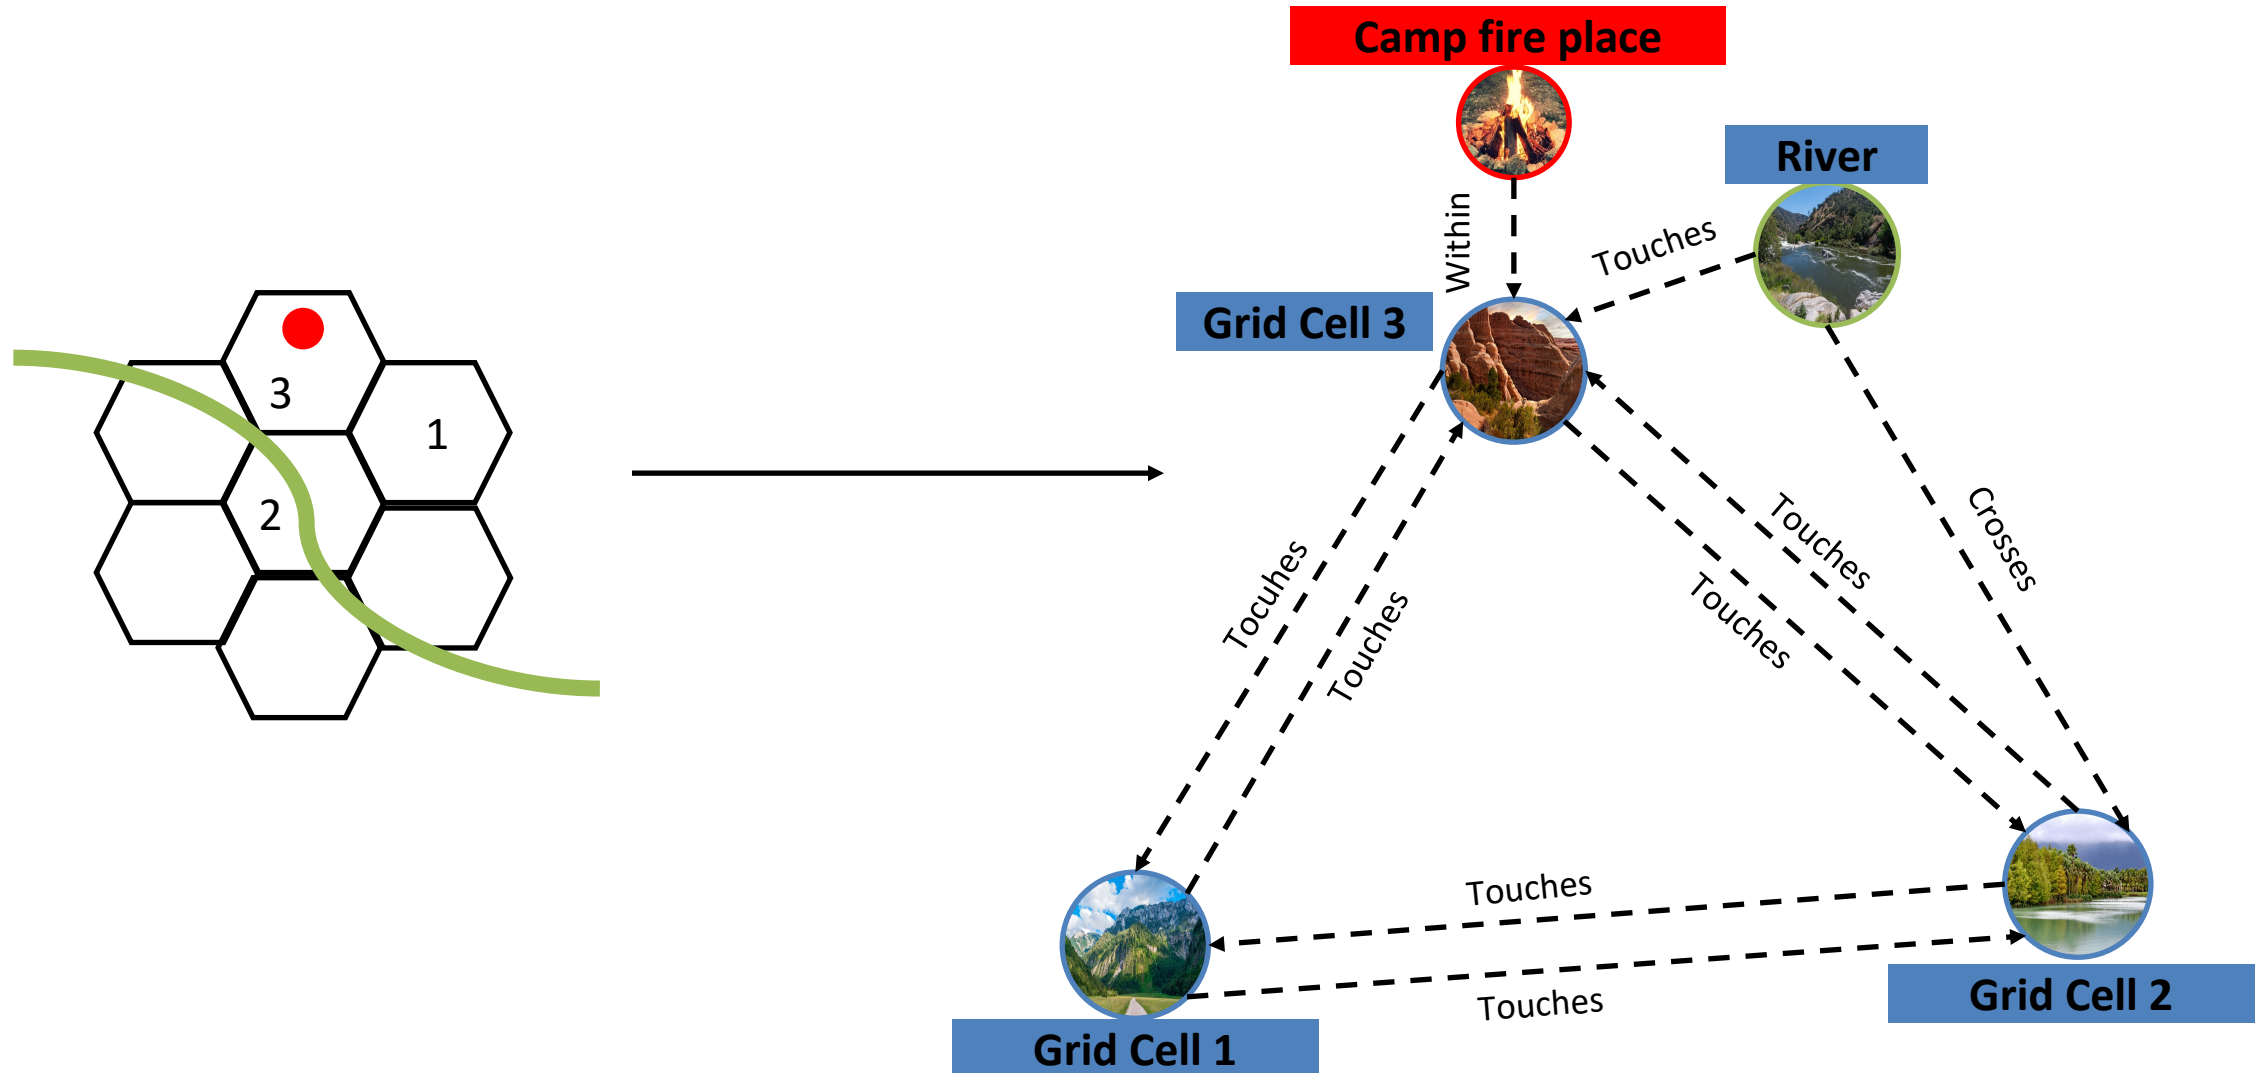 Camp fire place
River
Within
Touches
Grid Cell 3
3
1
2
Touches
Crosses
Tocuhes
Touches
Touches
Touches
Touches
Grid Cell 2
Grid Cell 1